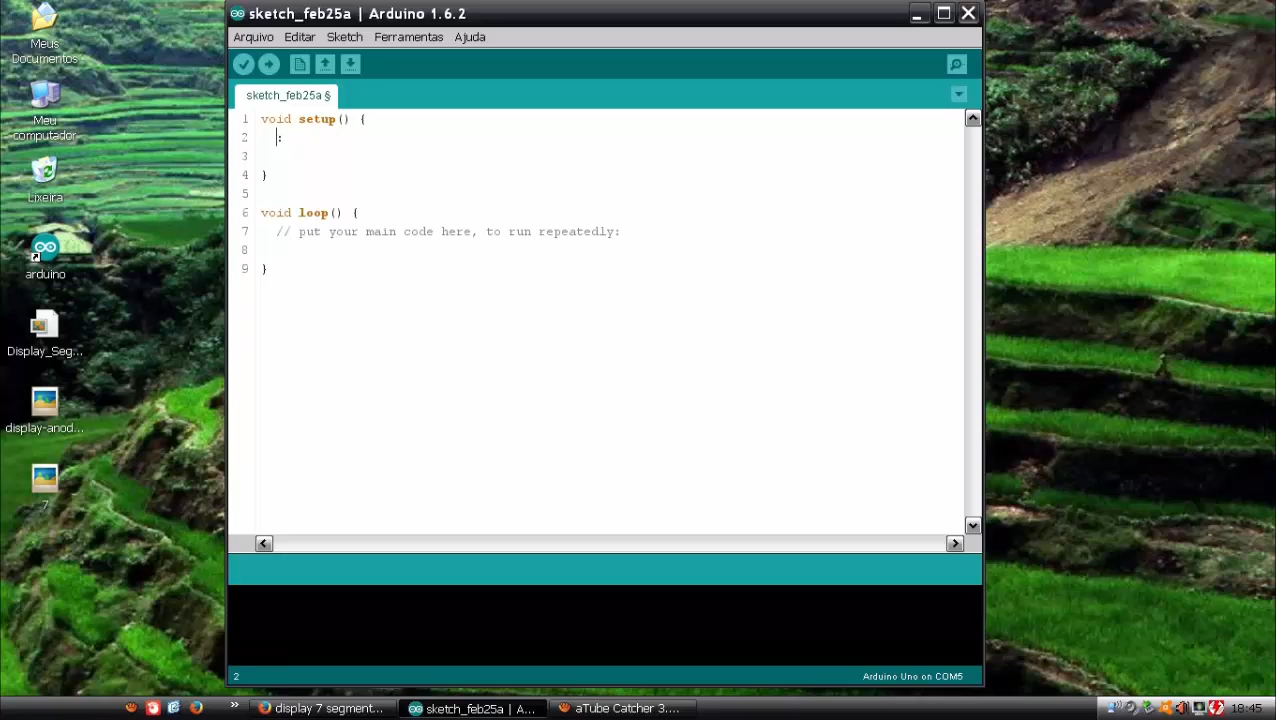 Meus
Documentos
Meu
computador
Lixeira
arduino
Display_Seg...
display-anod...
7
sketch_feb25a | Arduino 1.6.2
Arquivo Editar Sketch Ferramentas Ajuda
sketch_feb25a §
1 void setup() {
2 :
3
4 }
5
6 void loop() {
7 // put your main code here, to run repeatedly:
8
9 }
2 Arduino Uno on COM5
» display 7 segment... sketch_feb25a | A... aTube Catcher 3.... 18:45